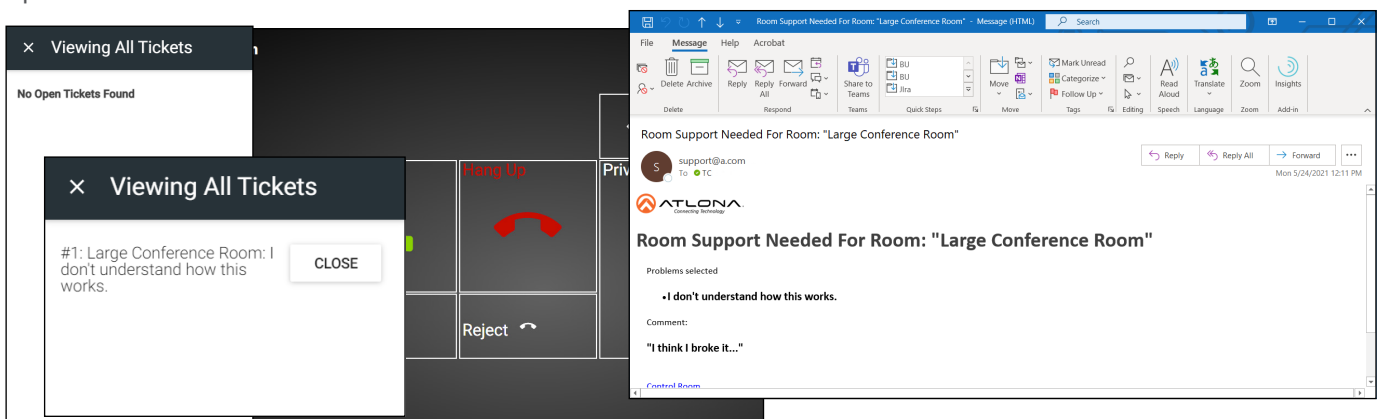 × Viewing All Tickets
No Open Tickets Found
× Viewing All Tickets
#1: Large Conference Room: I
don't understand how this
works.
CLOSE
Hang Up
Priv
Reject
Room Support Needed For Room: "Large Conference Room" - Message (HTML)
Search
File Message Help Acrobat
Delete Archive
Reply Reply All Forward
Share to Teams
BU
BU
Jira
Move
Mark Unread
Categorize
Follow Up
Read Aloud
Translate
Zoom
Insights
Delete Respond Teams Quick Steps Move Tags Editing Speech Language Zoom Add-in
Room Support Needed For Room: "Large Conference Room"
S
support@a.com
To TC
Reply Reply All Forward
Mon 5/24/2021 12:11 PM
ATLONA.
Connecting Technology
Room Support Needed For Room: "Large Conference Room"
Problems selected
• I don't understand how this works.
Comment:
"I think I broke it..."
Control Room